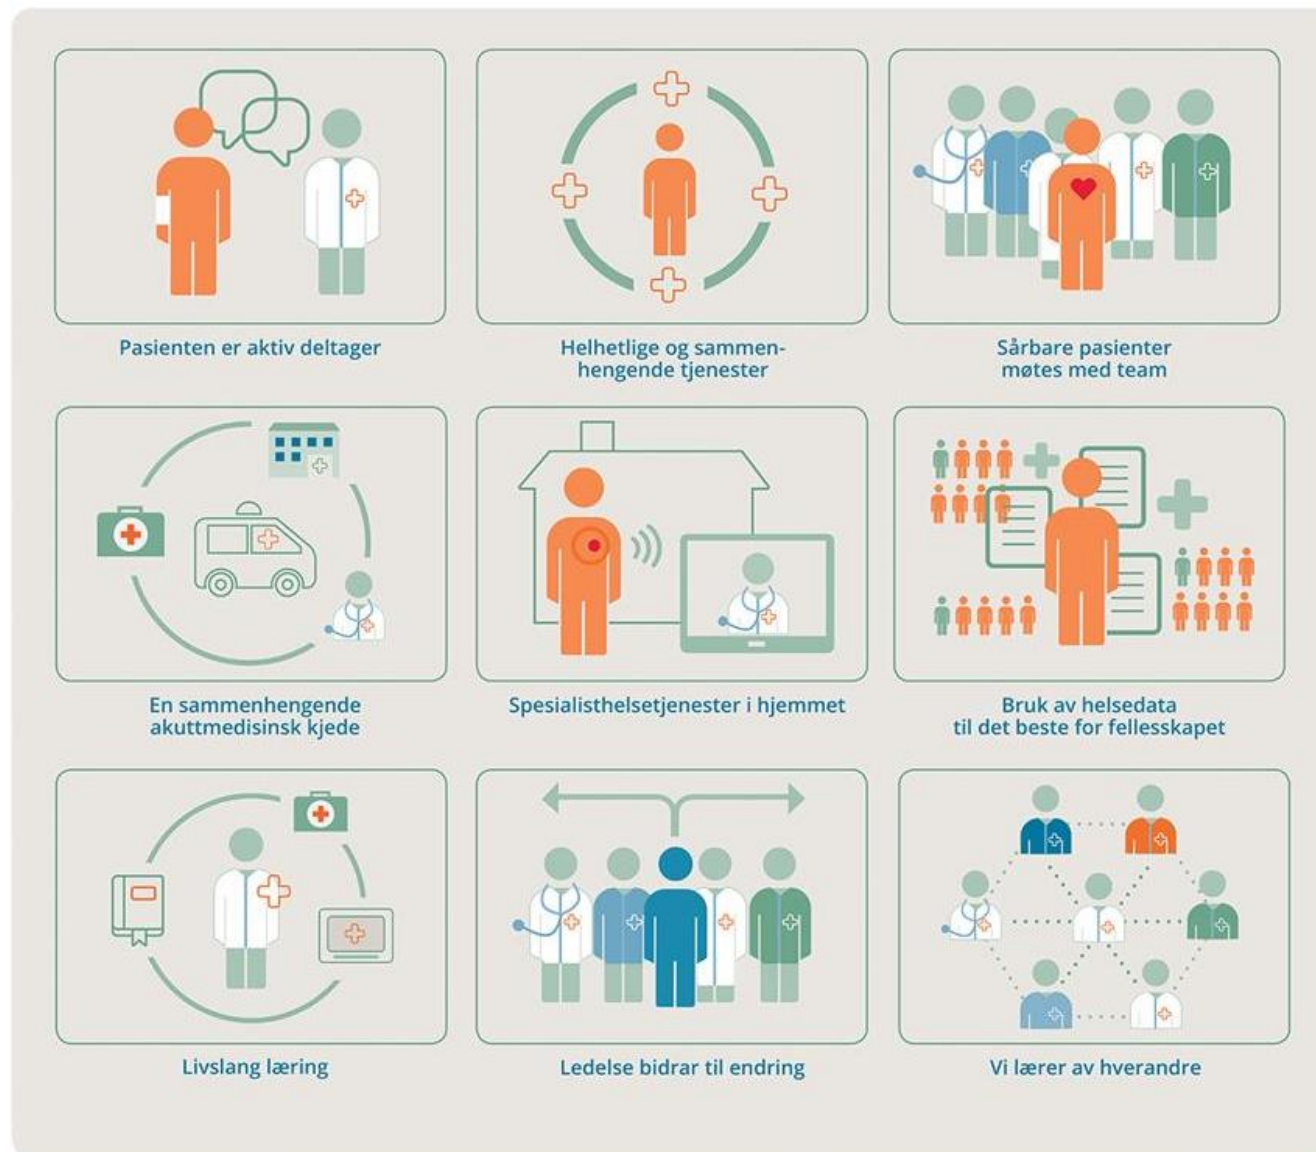 Pasienten er aktiv deltager
Helhetlige og sammen-
hengende tjenester
Sårbare pasienter
møtes med team
En sammenhengende
akuttmedisinsk kjede
Spesialisthelsetjenester i hjemmet
Bruk av helsedata
til det beste for fellesskapet
Livslang læring
Ledelse bidrar til endring
Vi lærer av hverandre